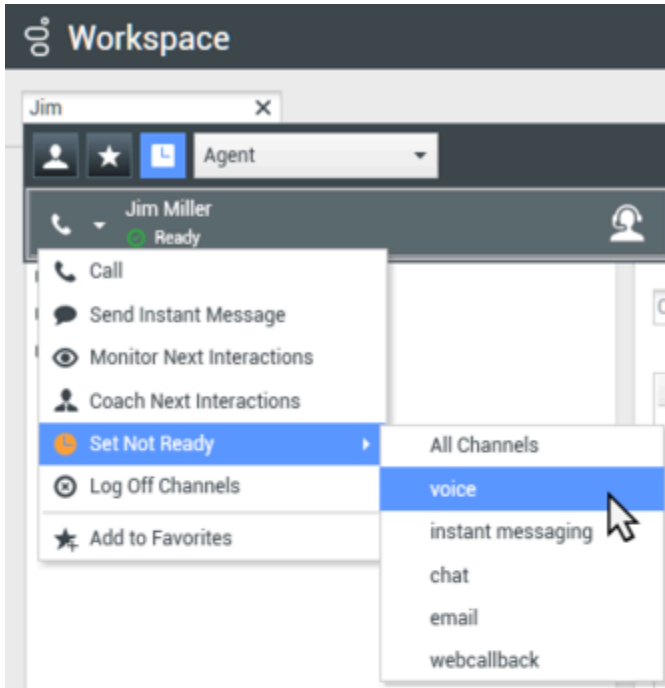 Workspace
Jim
Agent
Jim Miller
Ready
Call
Send Instant Message
Monitor Next Interactions
Coach Next Interactions
Set Not Ready
Log Off Channels
Add to Favorites
All Channels
voice
instant messaging
chat
email
webcallback